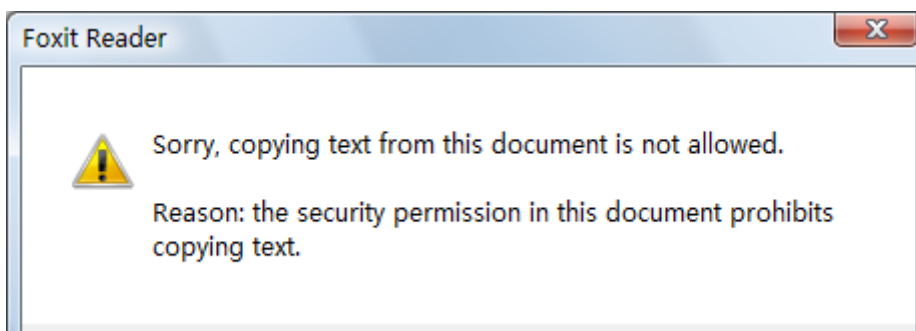 Foxit Reader
Sorry, copying text from this document is not allowed.
Reason: the security permission in this document prohibits
copying text.